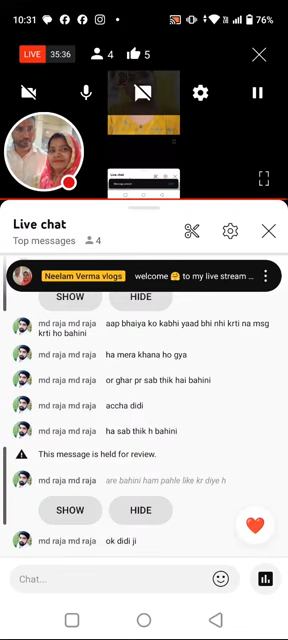 10:31
76%
LIVE 35:36 4 5
Live chat
Top messages 4
Neelam Verma vlogs welcome 🤗 to my live stream ...
SHOW HIDE
md raja md raja aap bhaiya ko kabhi yaad bhi nhi krti na msg
krti ho bahini
md raja md raja ha mera khana ho gya
md raja md raja or ghar pr sab thik hai bahini
md raja md raja accha didi
md raja md raja ha sab thik h bahini
This message is held for review.
md raja md raja are bahini ham pahle like kr diye h
SHOW HIDE
md raja md raja ok didi ji
Chat...